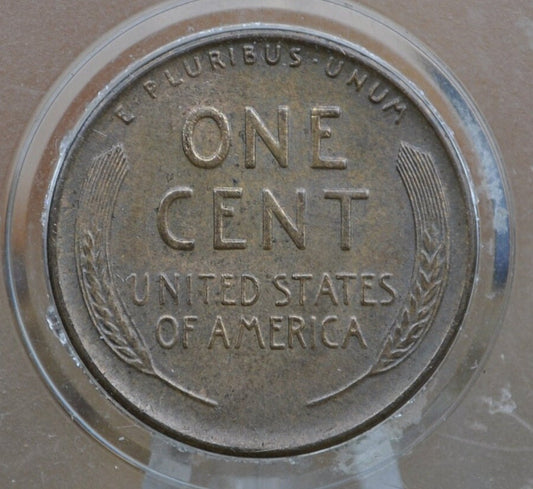 E · PLURIBUS · UNUM
ONE
CENT
UNITED STATES
OF AMERICA